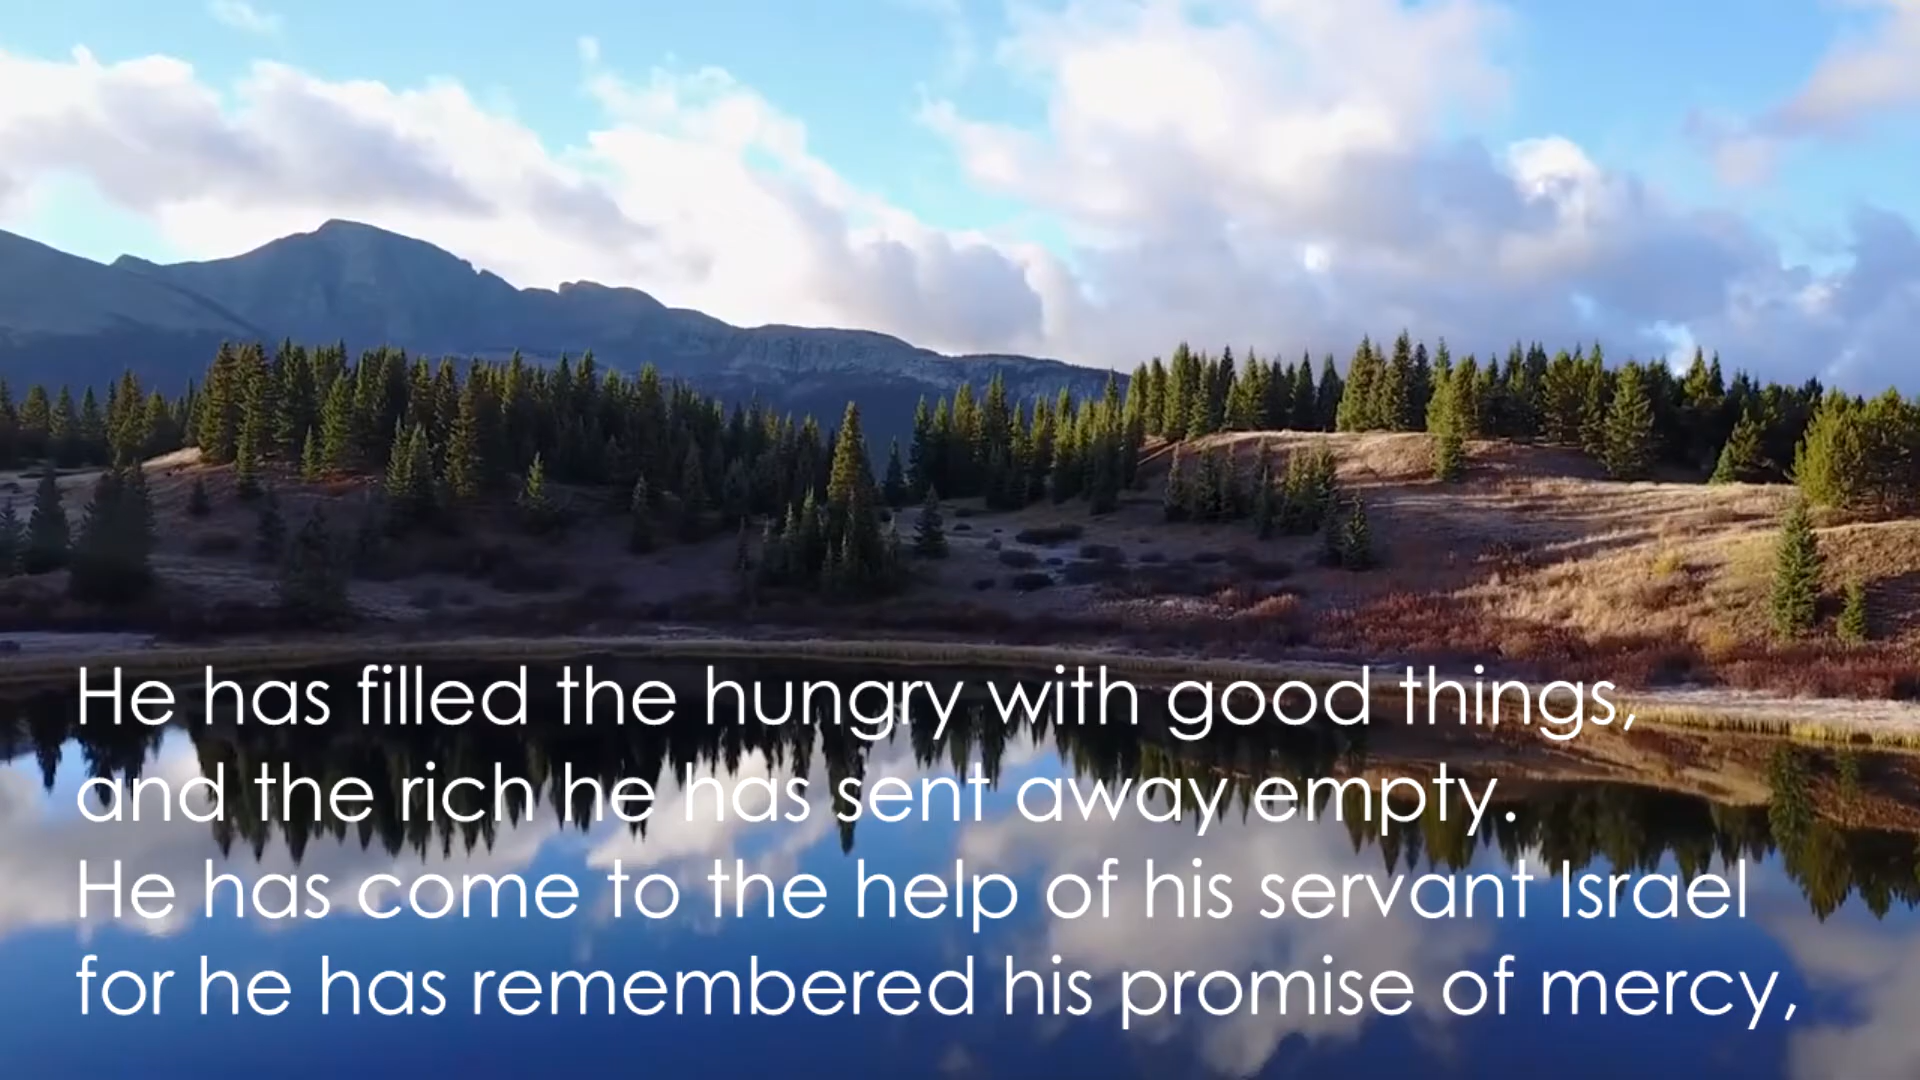 He has filled the hungry with good things,
and the rich he has sent away empty.
He has come to the help of his servant Israel
for he has remembered his promise of mercy,